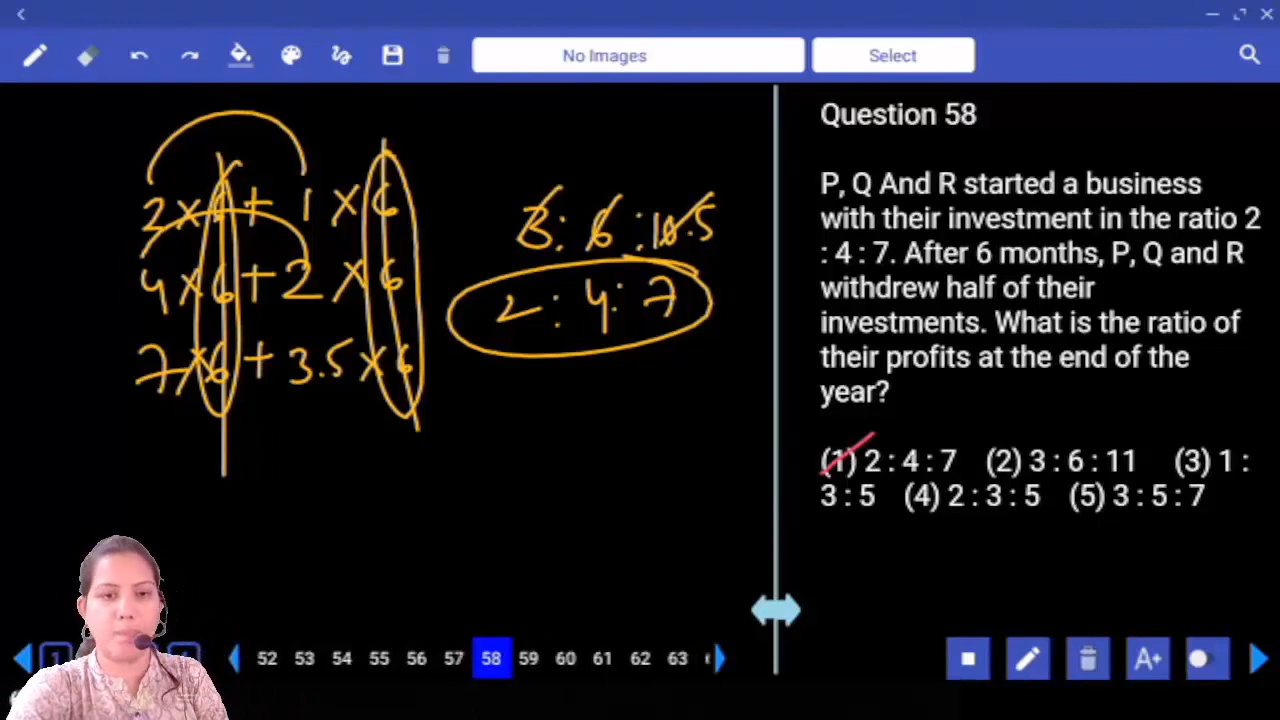 No Images
Select
2×6+ 1 ×6
4×6+2 ×6
7×6 + 3.5 ×6
3: 6 :10.5
2: 4: 7
Question 58
P, Q And R started a business
with their investment in the ratio 2
: 4 : 7. After 6 months, P, Q and R
withdrew half of their
investments. What is the ratio of
their profits at the end of the
year?
(1) 2 : 4 : 7 (2) 3 : 6 : 11 (3) 1 :
3 : 5 (4) 2 : 3 : 5 (5) 3 : 5 : 7
52 53 54 55 56 57 58 59 60 61 62 63
A+